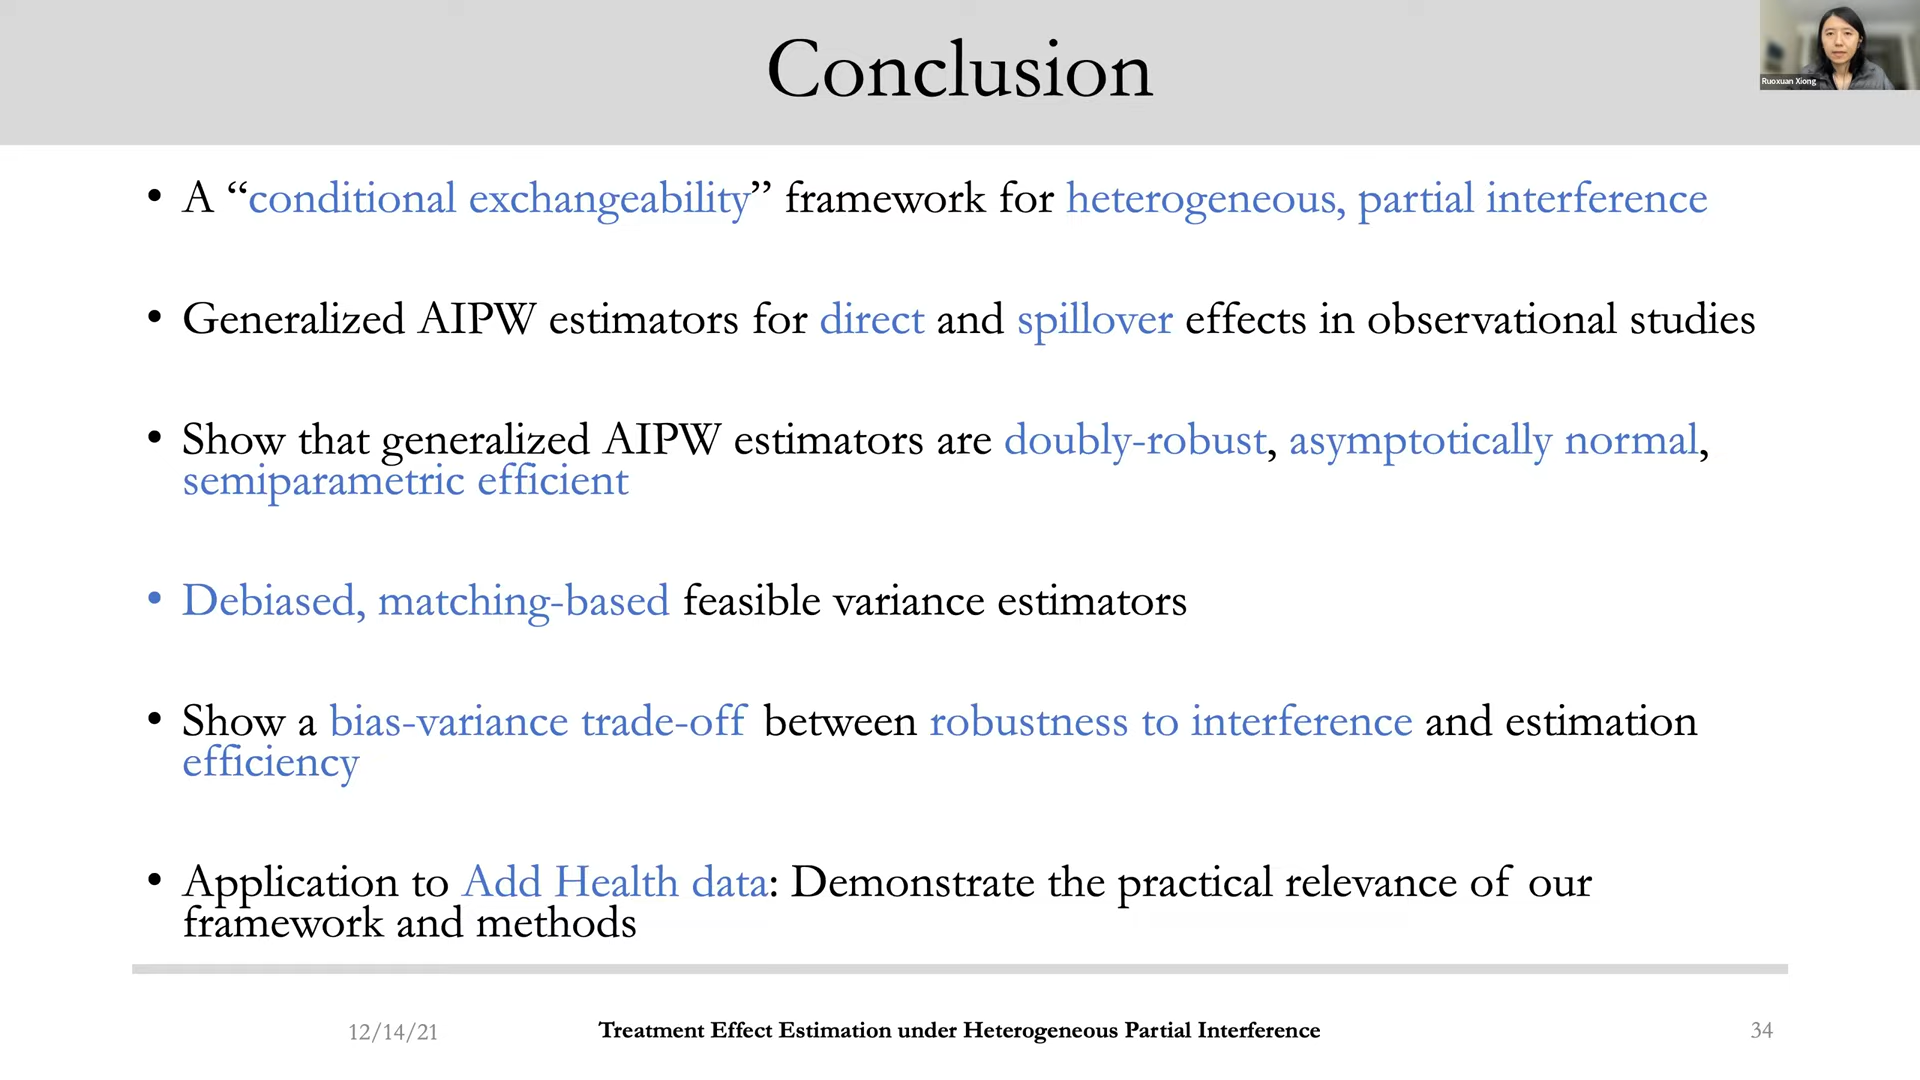 Conclusion
Ruoxuan Xiong
• A “conditional exchangeability” framework for heterogeneous, partial interference
• Generalized AIPW estimators for direct and spillover effects in observational studies
• Show that generalized AIPW estimators are doubly-robust, asymptotically normal,
semiparametric efficient
• Debiased, matching-based feasible variance estimators
• Show a bias-variance trade-off between robustness to interference and estimation
efficiency
• Application to Add Health data: Demonstrate the practical relevance of our
framework and methods
12/14/21
Treatment Effect Estimation under Heterogeneous Partial Interference
34